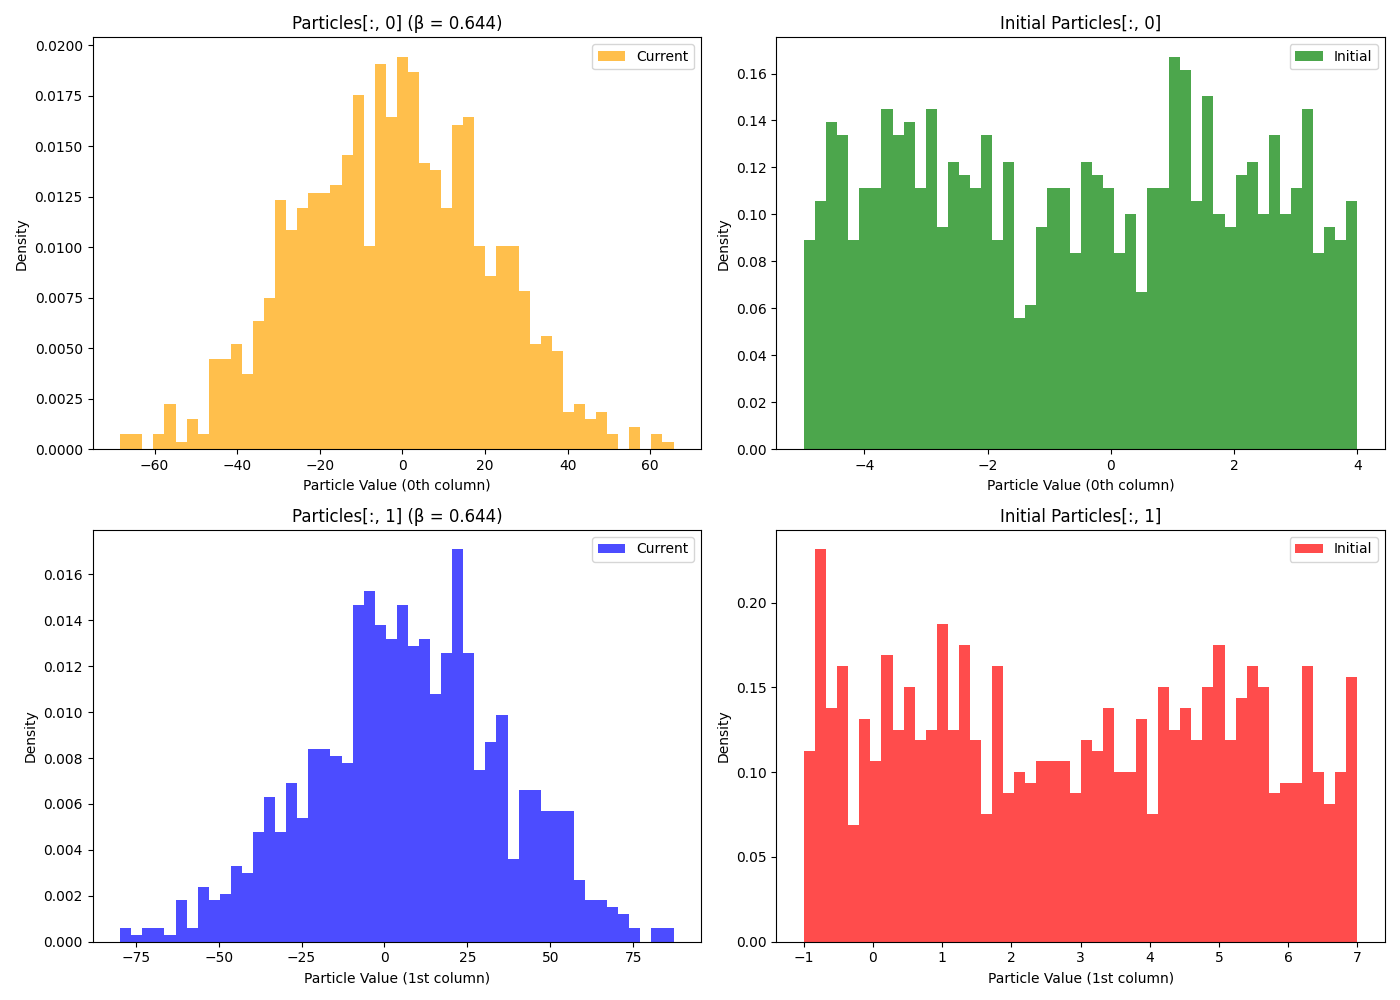 Particles[:, 0] (β = 0.644)
Current
Density
0.0200
0.0175
0.0150
0.0125
0.0100
0.0075
0.0050
0.0025
0.0000
−60 −40 −20 0 20 40 60
Particle Value (0th column)
Initial Particles[:, 0]
Initial
Density
0.16
0.14
0.12
0.10
0.08
0.06
0.04
0.02
0.00
−4 −2 0 2 4
Particle Value (0th column)
Particles[:, 1] (β = 0.644)
Current
Density
0.016
0.014
0.012
0.010
0.008
0.006
0.004
0.002
0.000
−75 −50 −25 0 25 50 75
Particle Value (1st column)
Initial Particles[:, 1]
Initial
Density
0.20
0.15
0.10
0.05
0.00
−1 0 1 2 3 4 5 6 7
Particle Value (1st column)